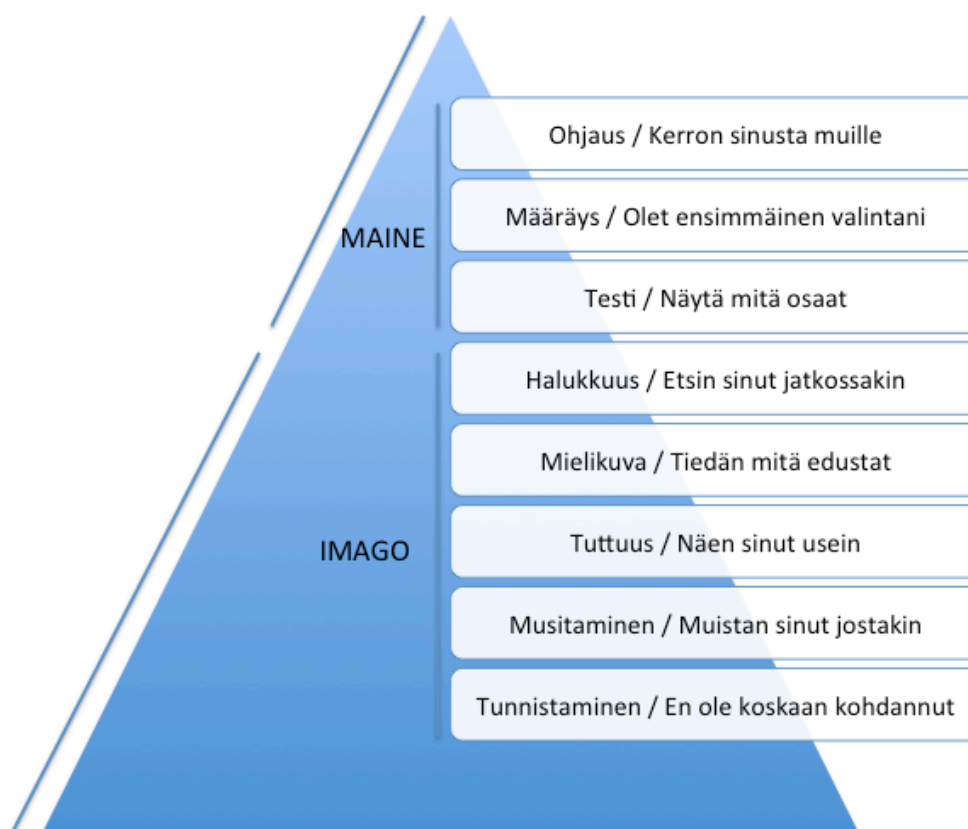 Ohjaus / Kerron sinusta muille
Määräys / Olet ensimmäinen valintani
MAINE
Testi / Näytä mitä osaat
Halukkuus / Etsin sinut jatkossakin
Mielikuva / Tiedän mitä edustat
IMAGO
Tuttuus / Näen sinut usein
Musitaminen / Muistan sinut jostakin
Tunnistaminen / En ole koskaan kohdannut